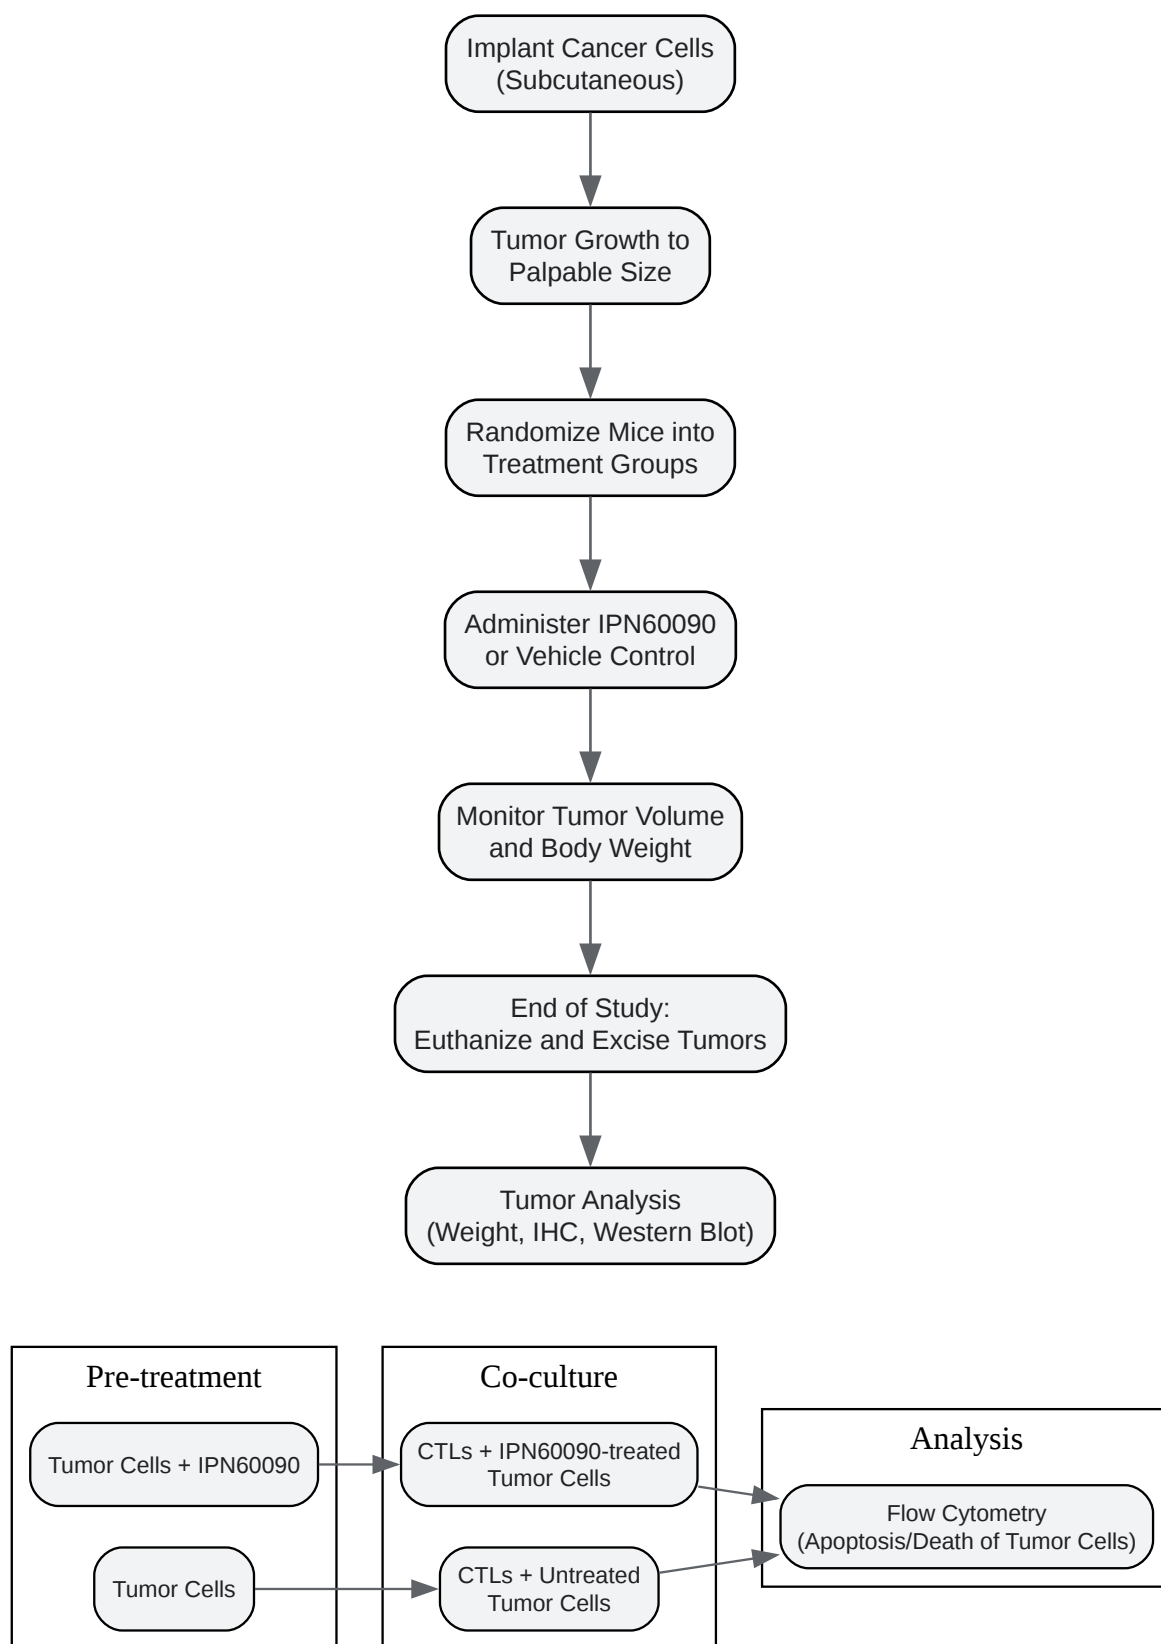 Implant Cancer Cells
(Subcutaneous)
Tumor Growth to
Palpable Size
Randomize Mice into
Treatment Groups
Administer IPN60090
or Vehicle Control
Monitor Tumor Volume
and Body Weight
End of Study:
Euthanize and Excise Tumors
Tumor Analysis
(Weight, IHC, Western Blot)
Pre-treatment
Tumor Cells + IPN60090
Tumor Cells
Co-culture
CTLs + IPN60090-treated
Tumor Cells
CTLs + Untreated
Tumor Cells
Analysis
Flow Cytometry
(Apoptosis/Death of Tumor Cells)